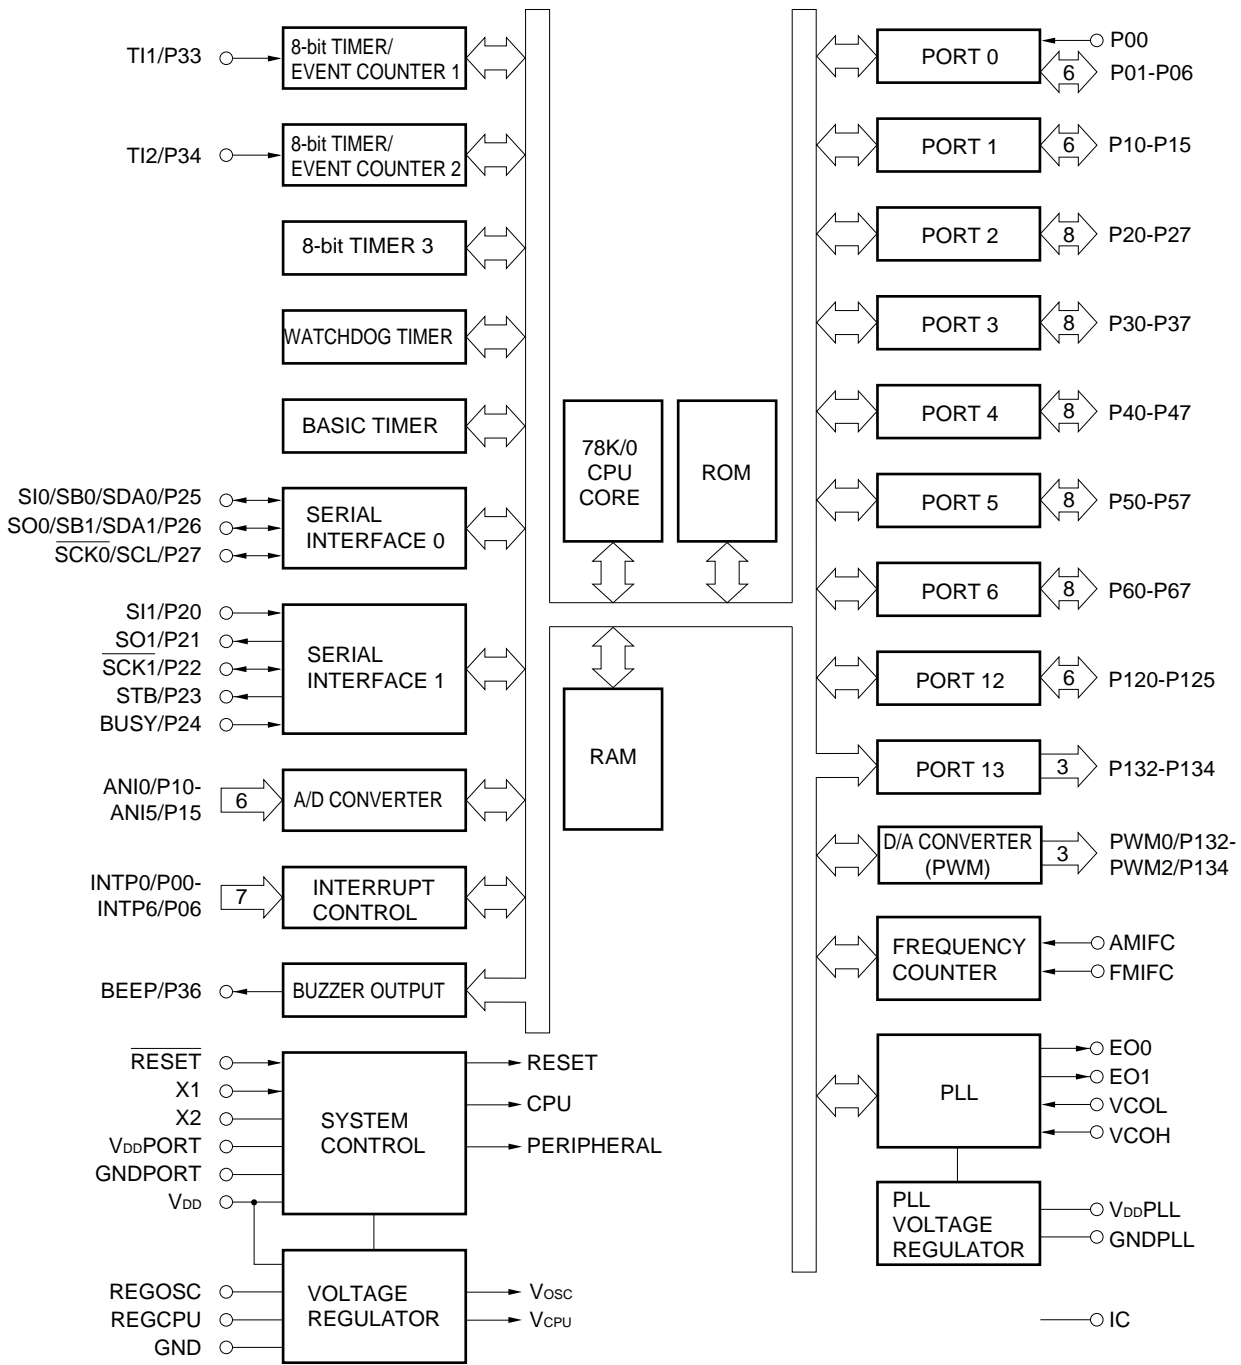 TI1/P33
8-bit TIMER/
EVENT COUNTER 1
TI2/P34
8-bit TIMER/
EVENT COUNTER 2
8-bit TIMER 3
WATCHDOG TIMER
BASIC TIMER
SI0/SB0/SDA0/P25
SO0/SB1/SDA1/P26
S̅C̅K̅0̅/SCL/P27
SERIAL
INTERFACE 0
SI1/P20
SO1/P21
S̅C̅K̅1̅/P22
STB/P23
BUSY/P24
SERIAL
INTERFACE 1
ANI0/P10-
ANI5/P15
6
A/D CONVERTER
INTP0/P00-
INTP6/P06
7
INTERRUPT
CONTROL
BEEP/P36
BUZZER OUTPUT
R̅E̅S̅E̅T̅
X1
X2
VDDPORT
GNDPORT
VDD
SYSTEM
CONTROL
RESET
CPU
PERIPHERAL
REGOSC
REGCPU
GND
VOLTAGE
REGULATOR
VOSC
VCPU
78K/0
CPU
CORE
ROM
RAM
PORT 0
P00
6
P01-P06
PORT 1
6
P10-P15
PORT 2
8
P20-P27
PORT 3
8
P30-P37
PORT 4
8
P40-P47
PORT 5
8
P50-P57
PORT 6
8
P60-P67
PORT 12
6
P120-P125
PORT 13
3
P132-P134
D/A CONVERTER
(PWM)
3
PWM0/P132-
PWM2/P134
FREQUENCY
COUNTER
AMIFC
FMIFC
PLL
EO0
EO1
VCOL
VCOH
PLL
VOLTAGE
REGULATOR
VDDPLL
GNDPLL
IC